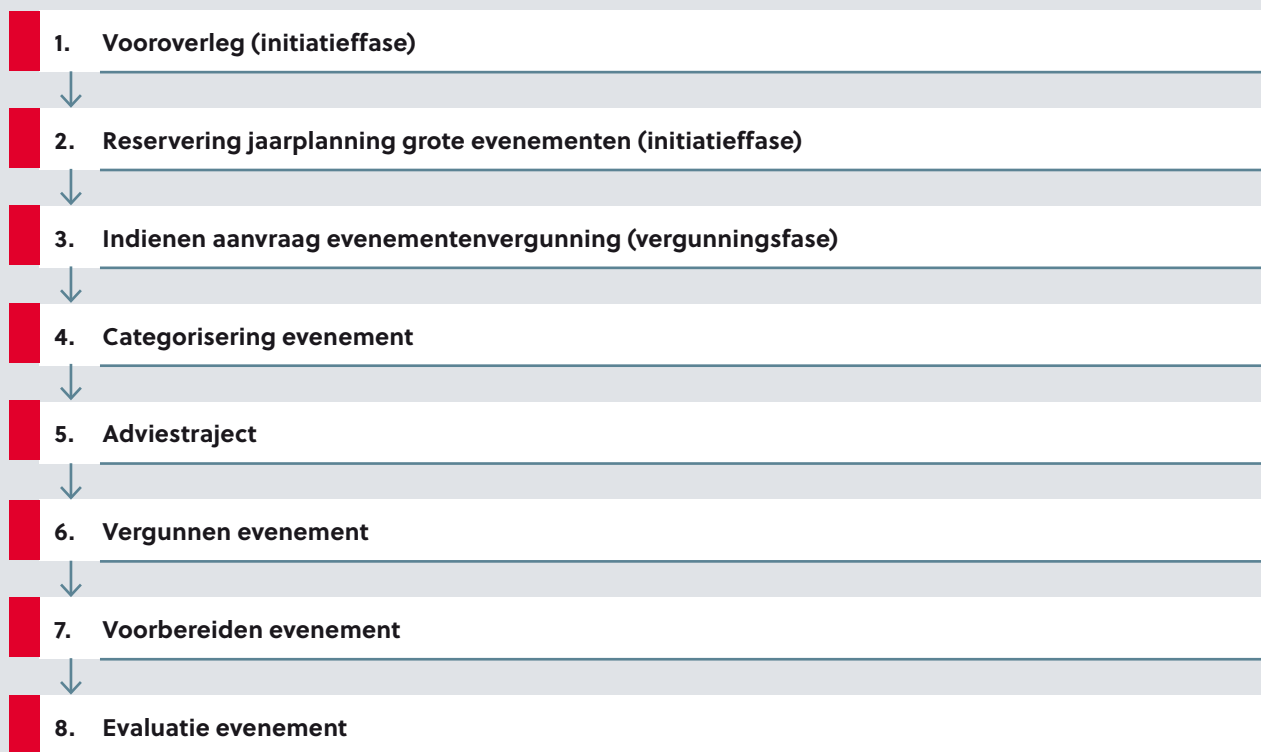 1. Vooroverleg (initiatieffase)
2. Reservering jaarplanning grote evenementen (initiatieffase)
3. Indienen aanvraag evenementenvergunning (vergunningsfase)
4. Categorisering evenement
5. Adviestraject
6. Vergunnen evenement
7. Voorbereiden evenement
8. Evaluatie evenement